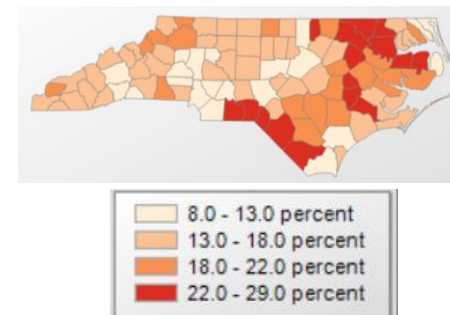 8.0 - 13.0 percent
13.0 - 18.0 percent
18.0 - 22.0 percent
22.0 - 29.0 percent